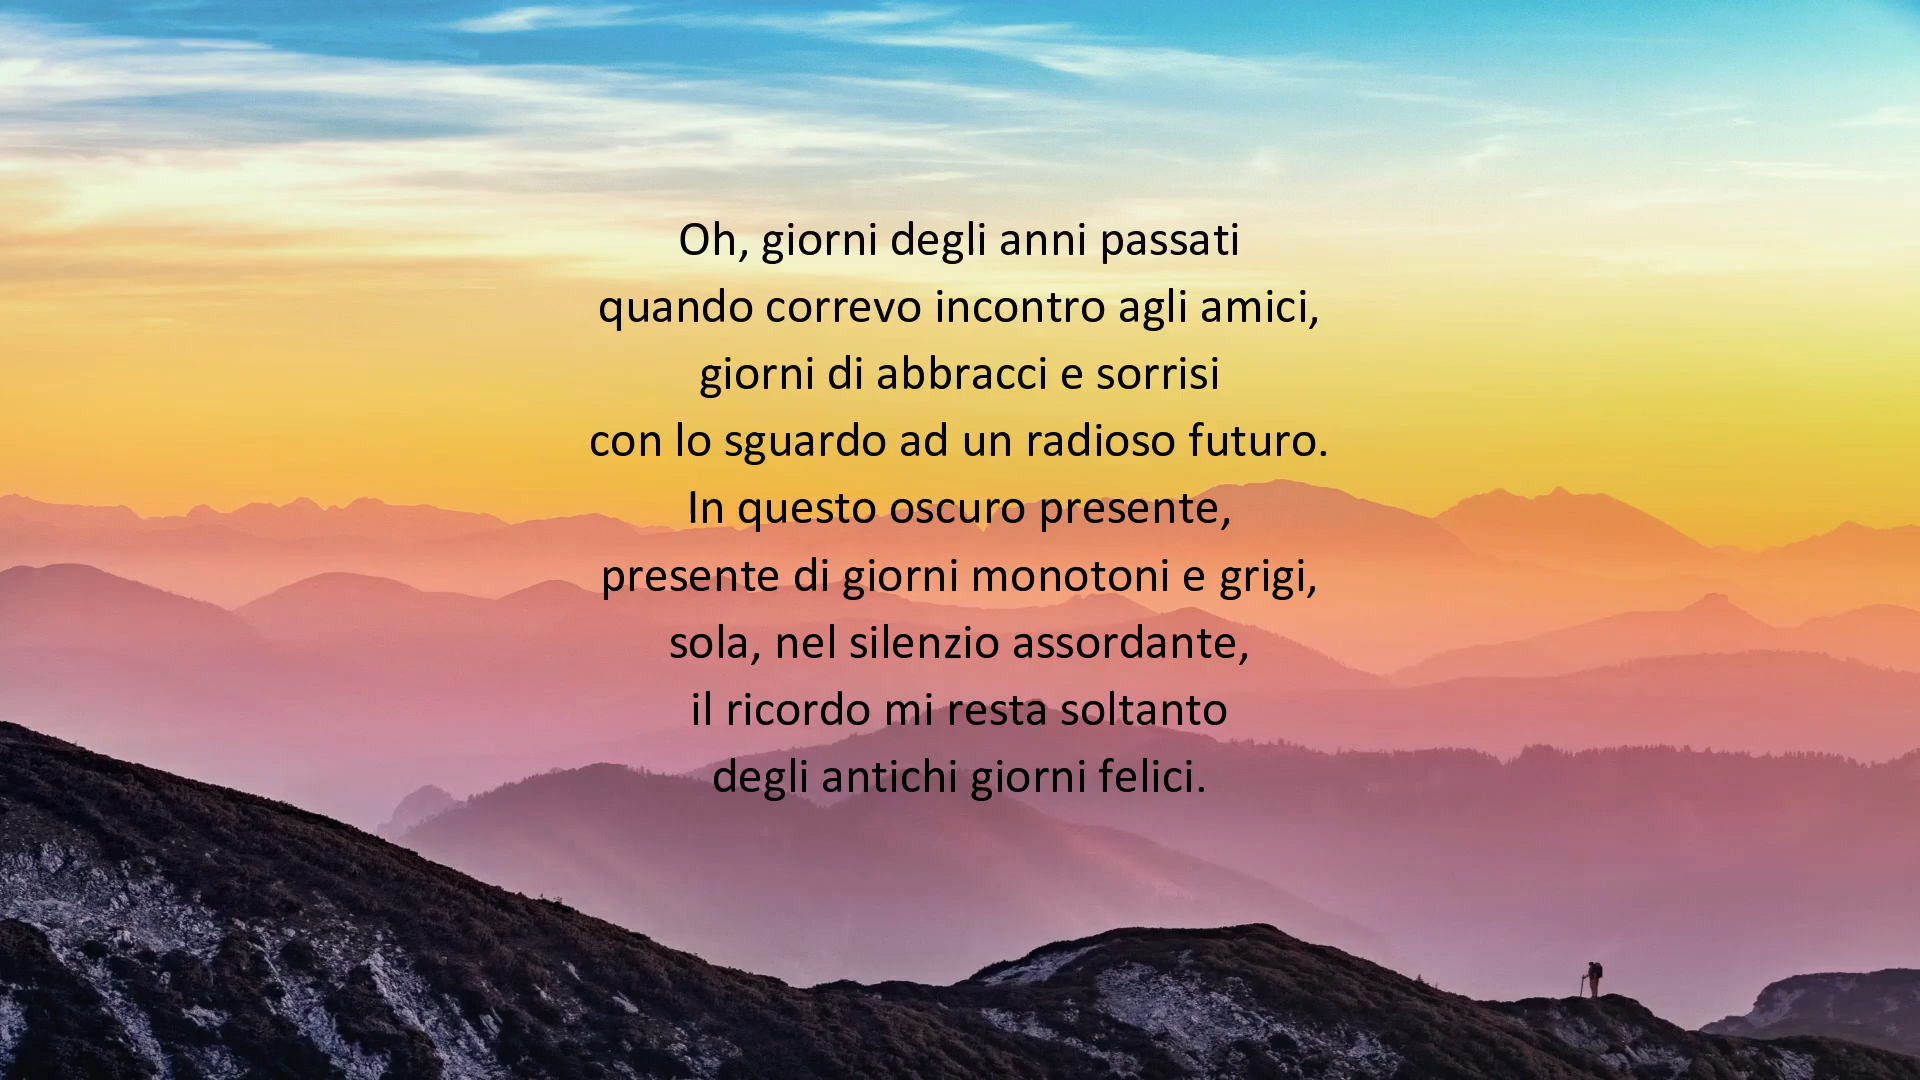 Oh, giorni degli anni passati
quando correvo incontro agli amici,
giorni di abbracci e sorrisi
con lo sguardo ad un radioso futuro.
In questo oscuro presente,
presente di giorni monotoni e grigi,
sola, nel silenzio assordante,
il ricordo mi resta soltanto
degli antichi giorni felici.